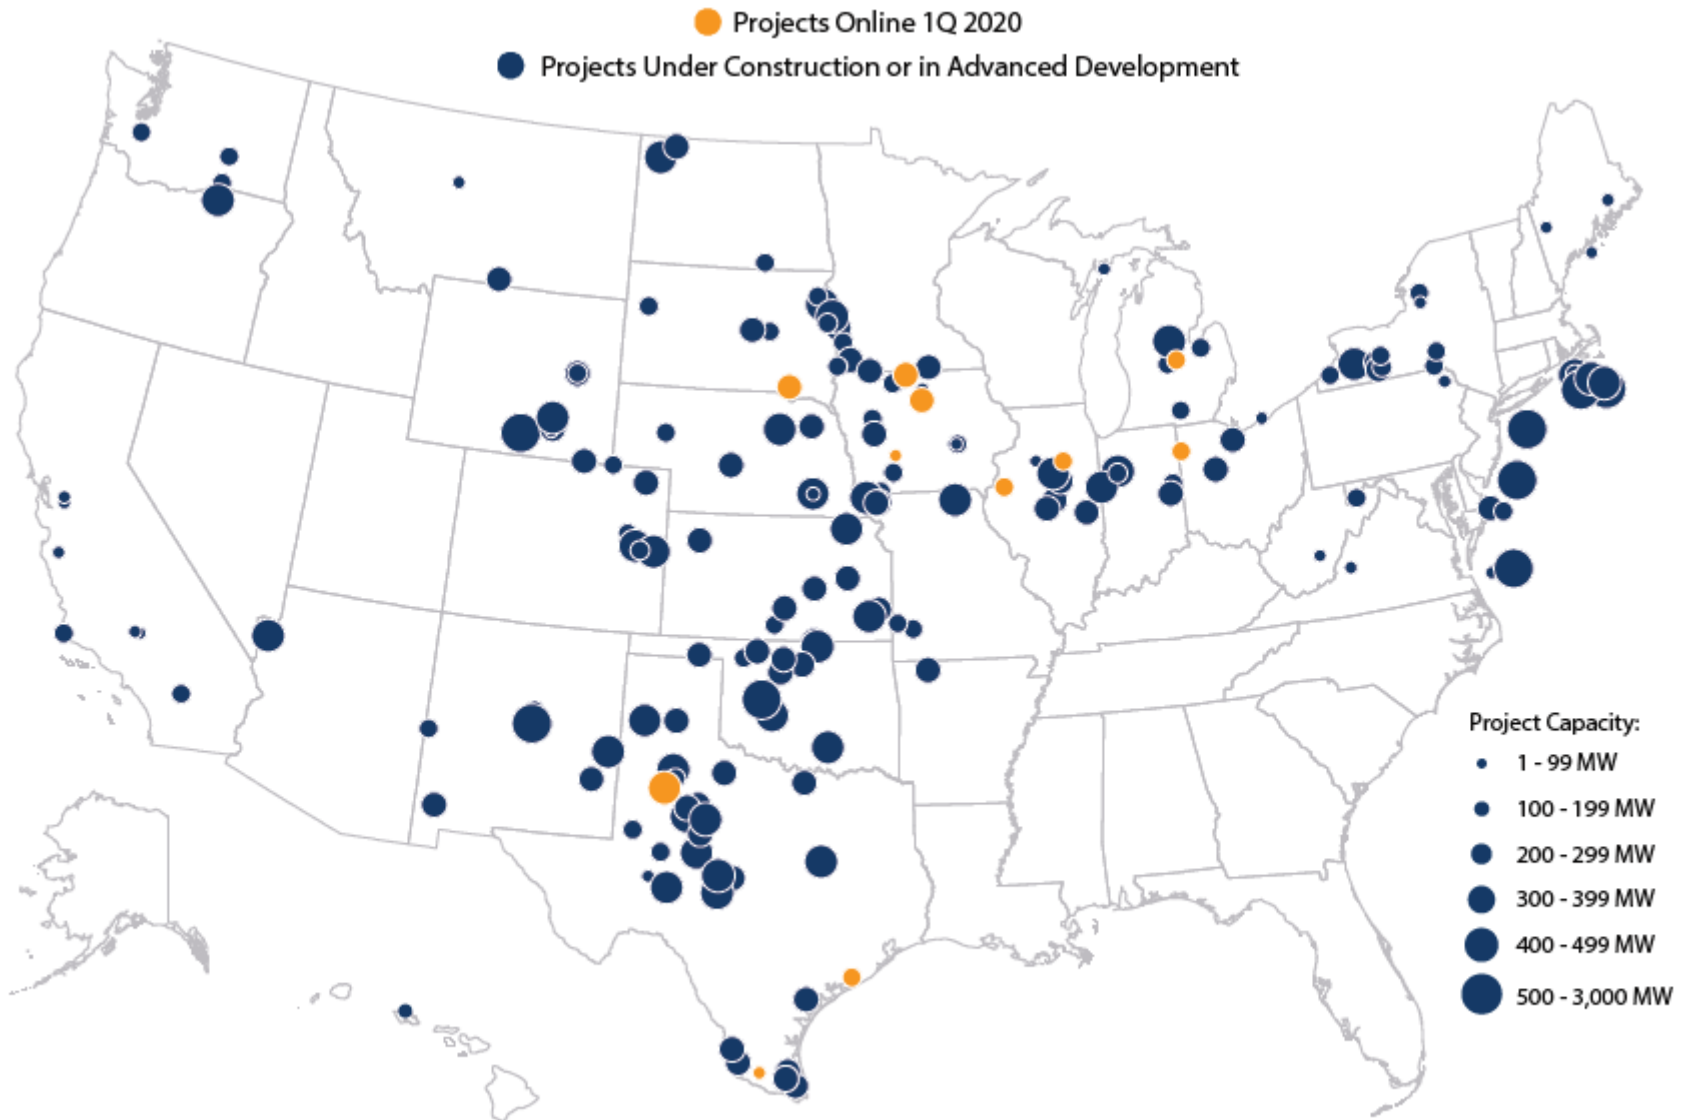 Projects Online 1Q 2020
Projects Under Construction or in Advanced Development
Project Capacity:
1 - 99 MW
100 - 199 MW
200 - 299 MW
300 - 399 MW
400 - 499 MW
500 - 3,000 MW